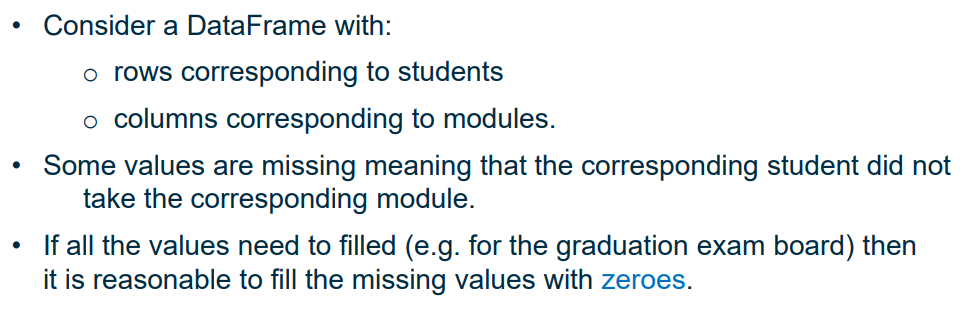 • Consider a DataFrame with:
o rows corresponding to students
o columns corresponding to modules.
• Some values are missing meaning that the corresponding student did not
take the corresponding module.
• If all the values need to filled (e.g. for the graduation exam board) then
it is reasonable to fill the missing values with zeroes.